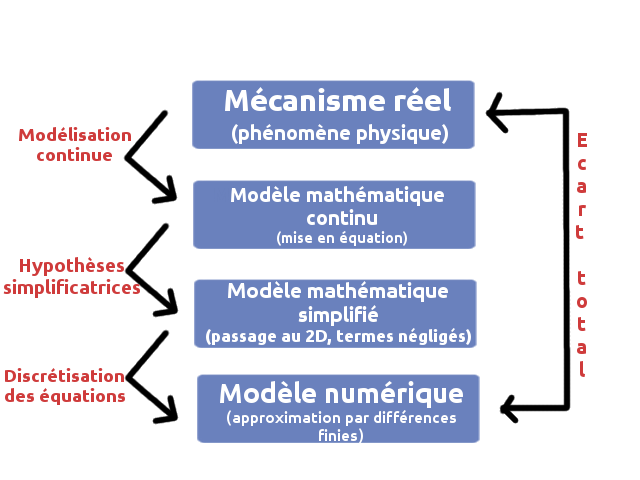 Mécanisme réel
(phénomène physique)
Modélisation
continue
Modèle mathématique
continu
(mise en équation)
Hypothèses
simplificatrices
Modèle mathématique
simplifié
(passage au 2D, termes négligés)
Discrétisation
des équations
Modèle numérique
(approximation par différences
finies)
Ecart total